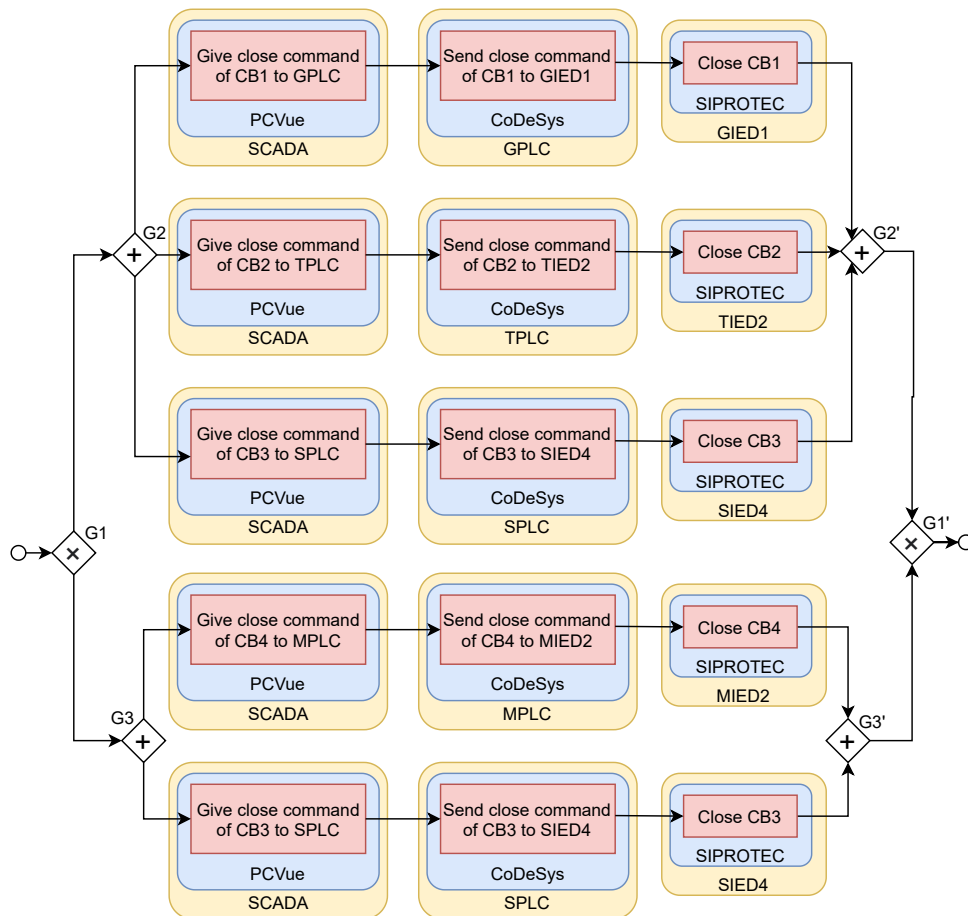 Give close command
of CB1 to GPLC
PCVue
SCADA
Send close command
of CB1 to GIED1
CoDeSys
GPLC
Close CB1
SIPROTEC
GIED1
G2
Give close command
of CB2 to TPLC
PCVue
SCADA
Send close command
of CB2 to TIED2
CoDeSys
TPLC
Close CB2
SIPROTEC
TIED2
G2'
Give close command
of CB3 to SPLC
PCVue
SCADA
Send close command
of CB3 to SIED4
CoDeSys
SPLC
Close CB3
SIPROTEC
SIED4
G1
G1'
Give close command
of CB4 to MPLC
PCVue
SCADA
Send close command
of CB4 to MIED2
CoDeSys
MPLC
Close CB4
SIPROTEC
MIED2
G3
G3'
Give close command
of CB3 to SPLC
PCVue
SCADA
Send close command
of CB3 to SIED4
CoDeSys
SPLC
Close CB3
SIPROTEC
SIED4